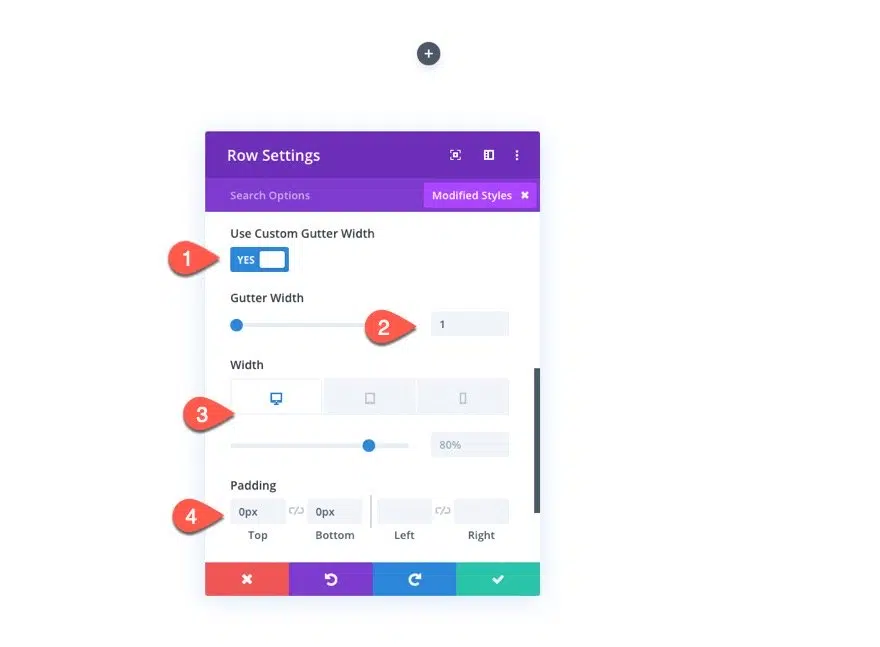 +
Row Settings
Search Options
Modified Styles ×
Use Custom Gutter Width
1
YES
Gutter Width
2
1
Width
3
80%
Padding
4
0px
0px
Top
Bottom
Left
Right